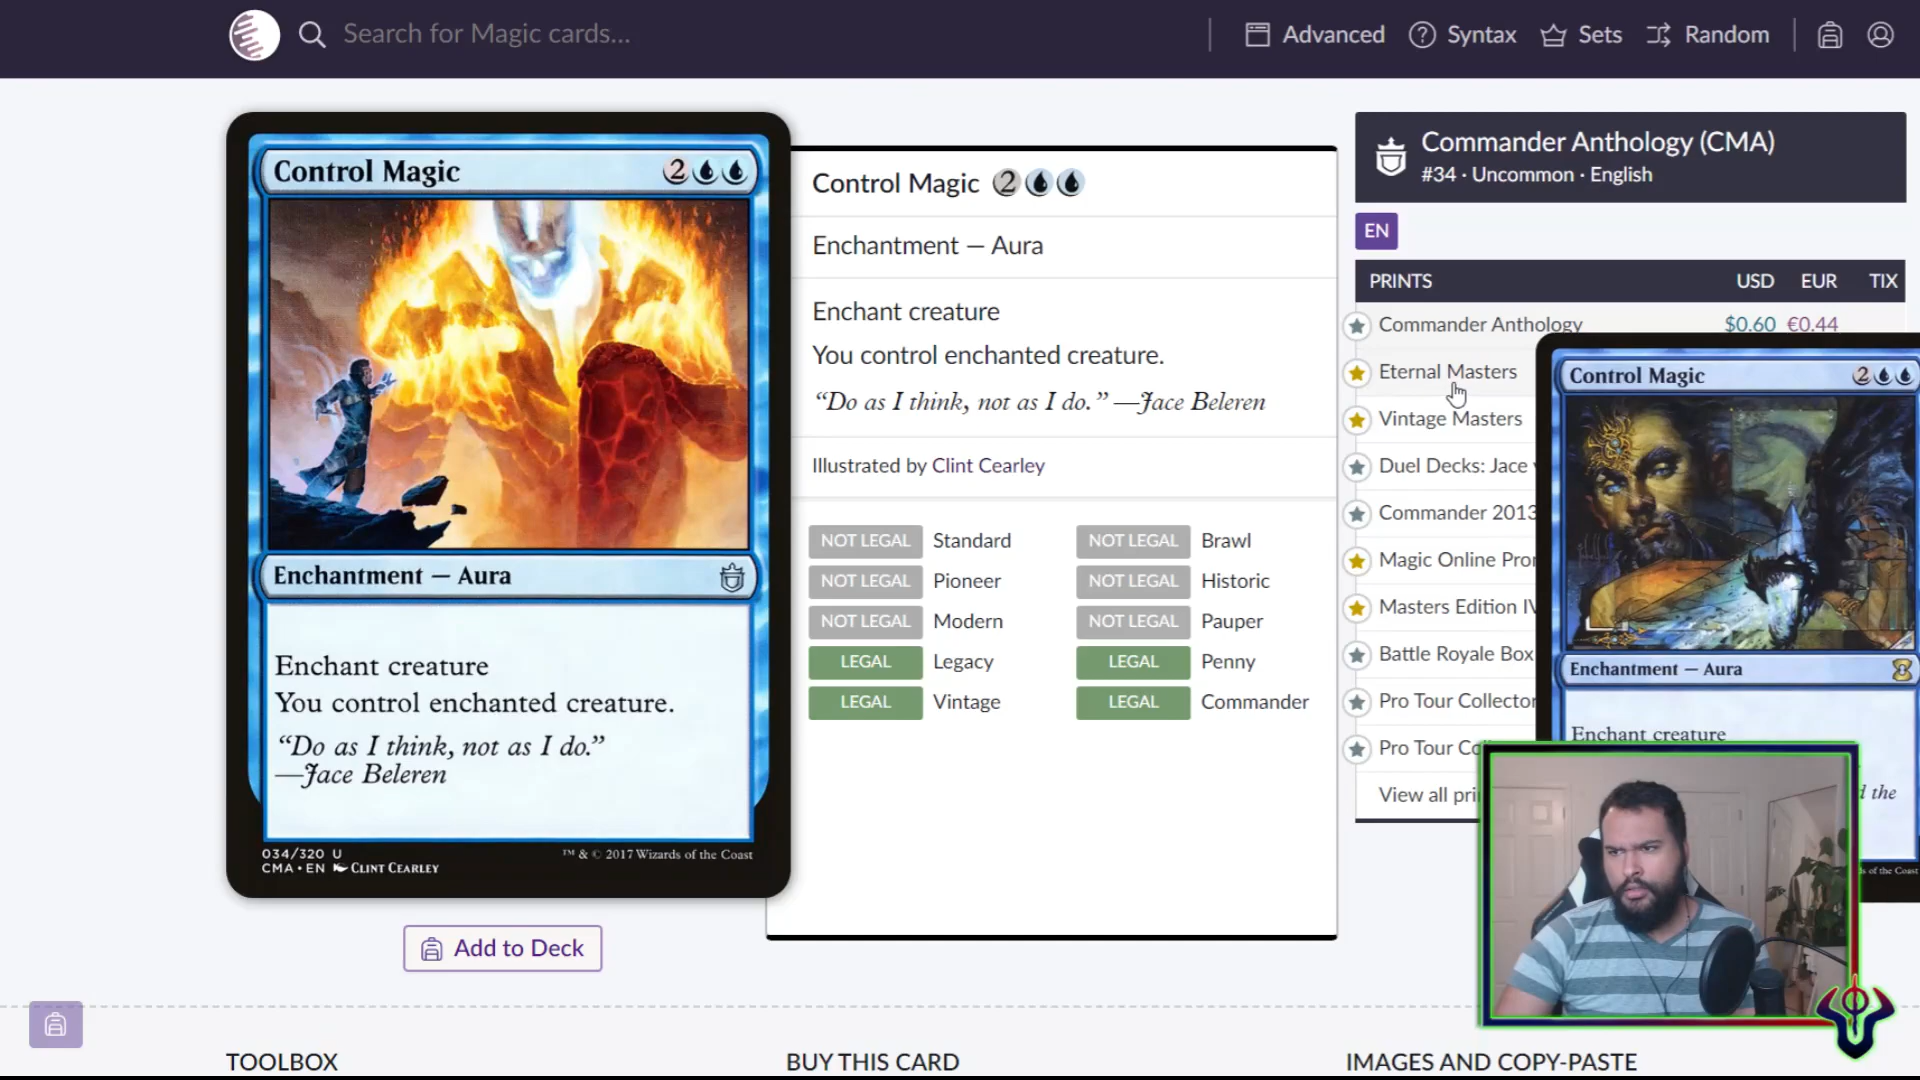 Search for Magic cards...
Advanced
Syntax
Sets
Random
Control Magic 2
Enchantment — Aura
Enchant creature
You control enchanted creature.
“Do as I think, not as I do.”
—Jace Beleren
034/320 U
CMA • EN CLINT CEARLEY
™ & © 2017 Wizards of the Coast
Add to Deck
Control Magic 2
Enchantment — Aura
Enchant creature
You control enchanted creature.
“Do as I think, not as I do.” —Jace Beleren
Illustrated by Clint Cearley
NOT LEGAL Standard NOT LEGAL Brawl
NOT LEGAL Pioneer NOT LEGAL Historic
NOT LEGAL Modern NOT LEGAL Pauper
LEGAL Legacy LEGAL Penny
LEGAL Vintage LEGAL Commander
Commander Anthology (CMA)
#34 · Uncommon · English
EN
PRINTS USD EUR TIX
Commander Anthology $0.60 €0.44
Eternal Masters
Vintage Masters
Duel Decks: Jace
Commander 2013
Magic Online
Masters Edition
Battle Royale Box
Pro Tour Collector
Pro Tour
View all
Control Magic 2
Enchantment — Aura
Enchant creature
the
of the Coast
TOOLBOX
BUY THIS CARD
IMAGES AND COPY-PASTE